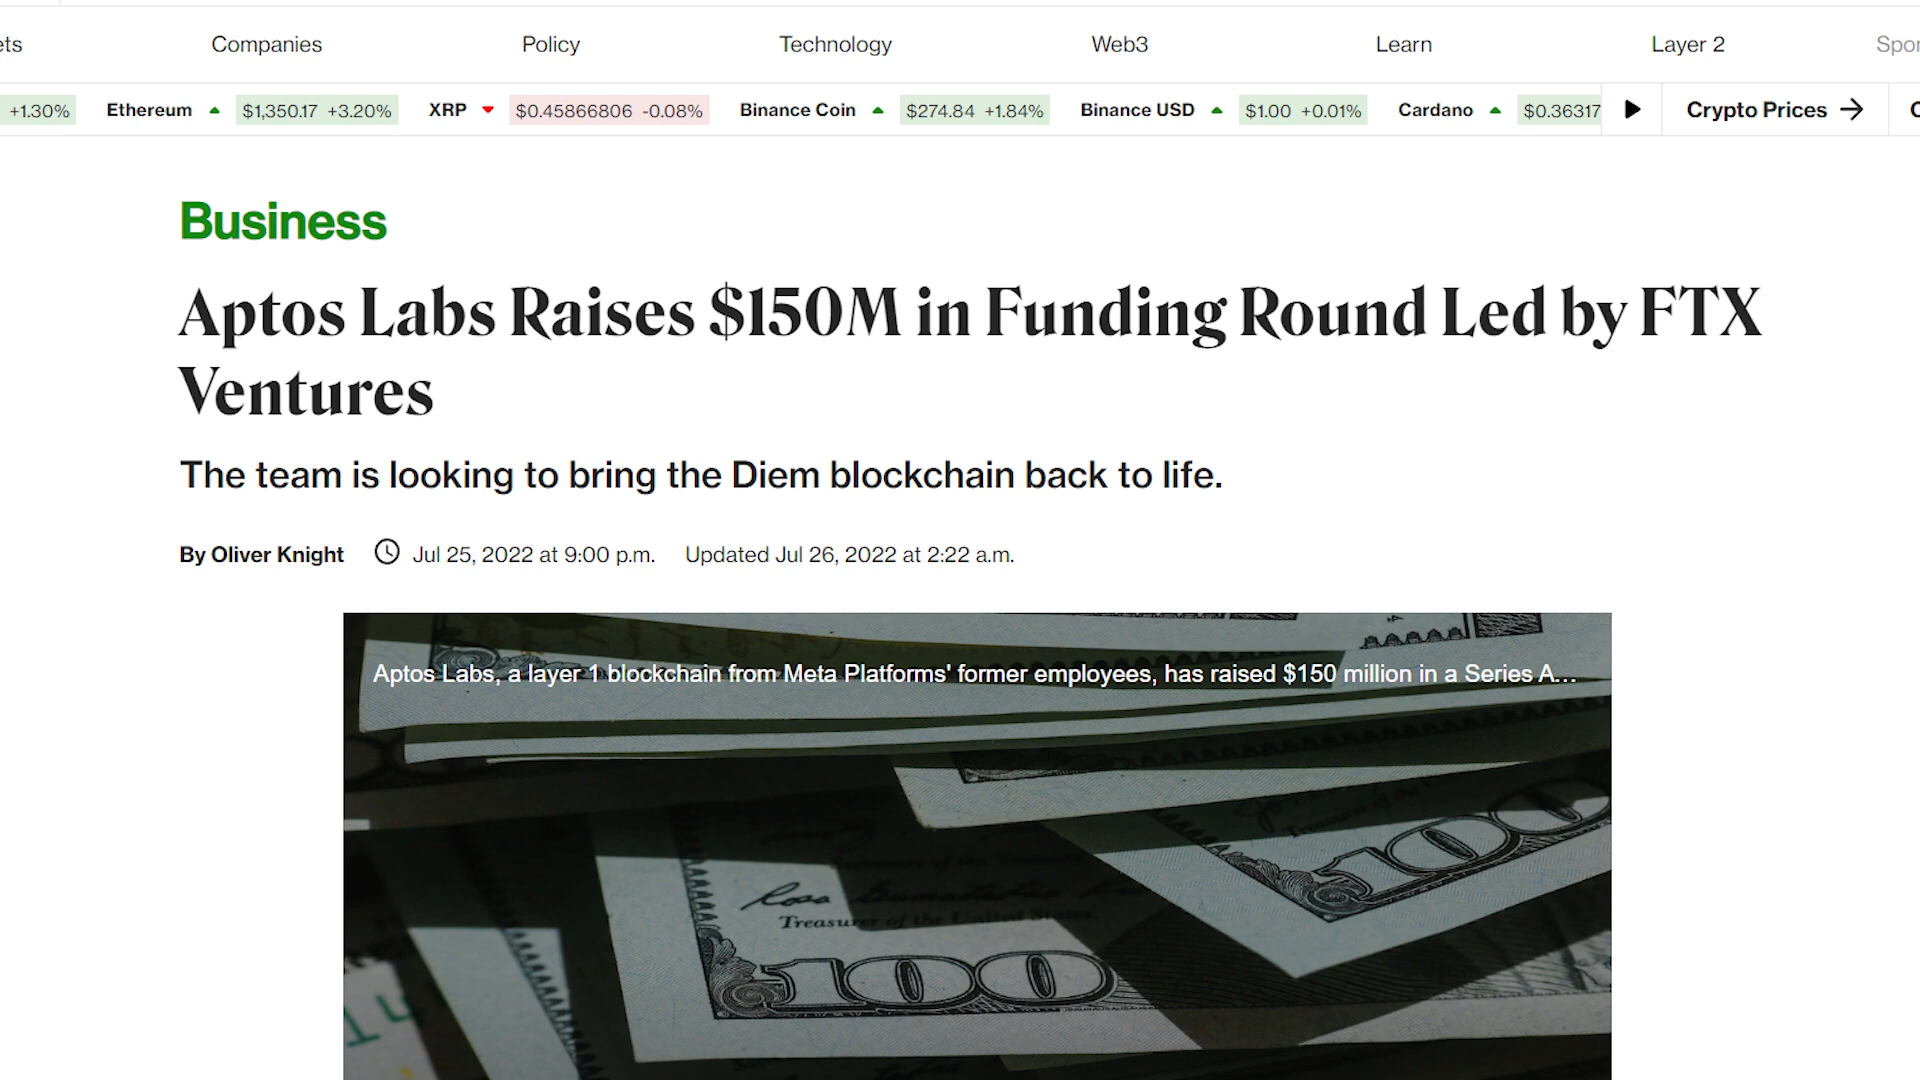 ets Companies Policy Technology Web3 Learn Layer 2 Spor
+1.30% Ethereum $1,350.17 +3.20% XRP $0.45866806 -0.08% Binance Coin $274.84 +1.84% Binance USD $1.00 +0.01% Cardano $0.36317 Crypto Prices
Business
Aptos Labs Raises $150M in Funding Round Led by FTX
Ventures
The team is looking to bring the Diem blockchain back to life.
By Oliver Knight Jul 25, 2022 at 9:00 p.m. Updated Jul 26, 2022 at 2:22 a.m.
Aptos Labs, a layer 1 blockchain from Meta Platforms' former employees, has raised $150 million in a Series A...
100
Treasurer of the United States
100